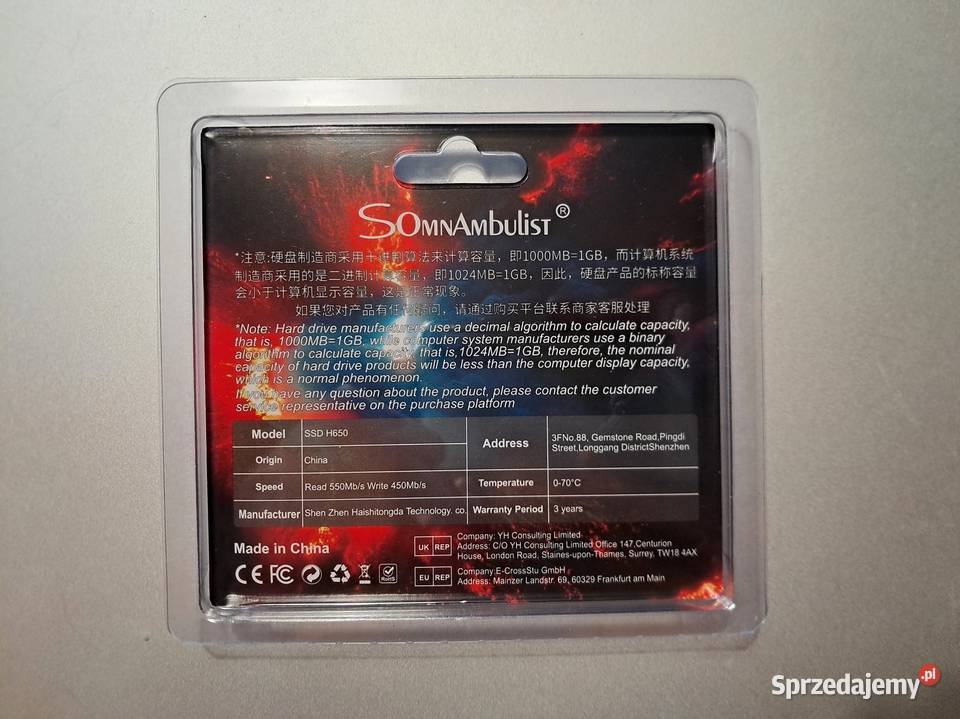 SOMNAMBULIST®
*注意:硬盘制造商采用十进制算法来计算容量，即1000MB=1GB，而计算机系统
制造商采用的是二进制计算容量，即1024MB=1GB，因此，硬盘产品的标称容量
会小于计算机显示容量，这是正常现象。
如果您对产品有任何疑问，请通过购买平台联系商家客服处理
*Note: Hard drive manufacturers use a decimal algorithm to calculate capacity,
that is, 1000MB=1GB, while computer system manufacturers use a binary
algorithm to calculate capacity, that is,1024MB=1GB, therefore, the nominal
capacity of hard drive products will be less than the computer display capacity,
which is a normal phenomenon.
If you have any question about the product, please contact the customer
service representative on the purchase platform
Model SSD H650
Origin China
Speed Read 550Mb/s Write 450Mb/s
Manufacturer Shen Zhen Haishitongda Technology. co.
Address 3FNo.88, Gemstone Road,Pingdi
Street,Longgang DistrictShenzhen
Temperature 0-70°C
Warranty Period 3 years
Made in China
CE FC RoHS
UK REP Company: YH Consulting Limited
Address: C/O YH Consulting Limited Office 147,Centurion
House, London Road, Staines-upon-Thames, Surrey, TW18 4AX
EU REP Company:E-CrossStu GmbH
Address: Mainzer Landstr. 69, 60329 Frankfurt am Main
Sprzedajemy.pl